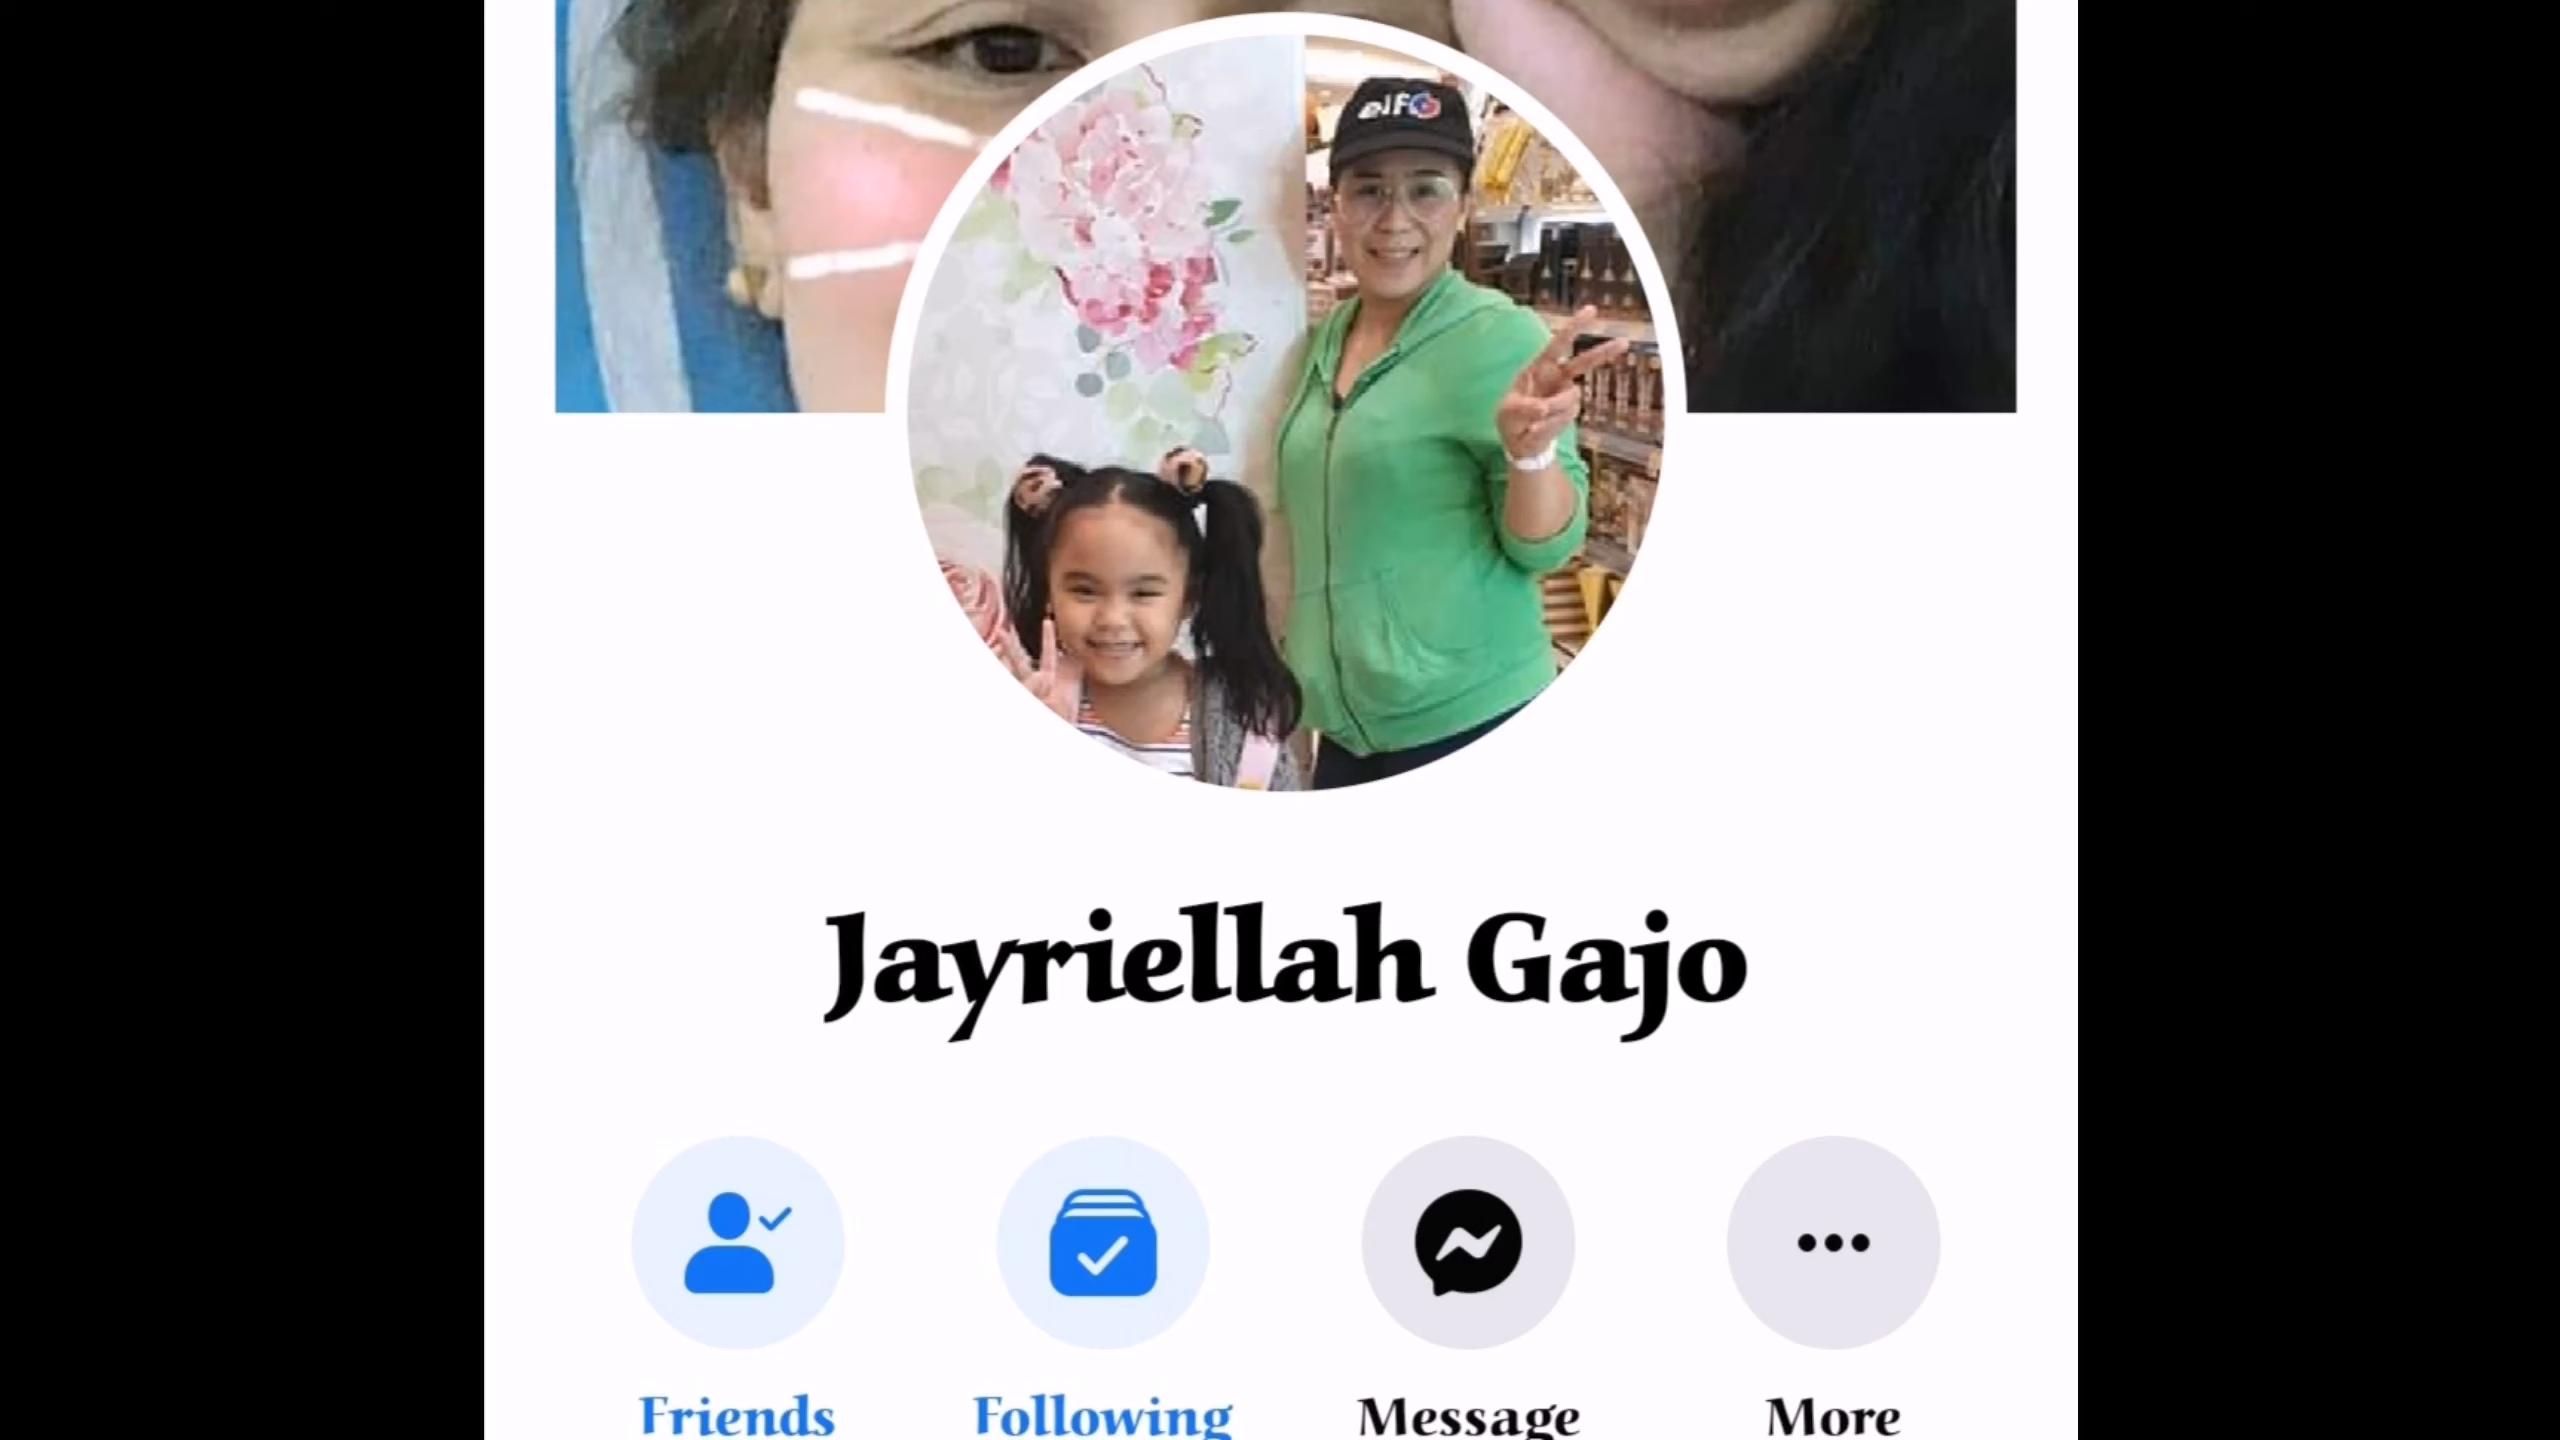 Jayriellah Gajo
Friends
Following
Message
More